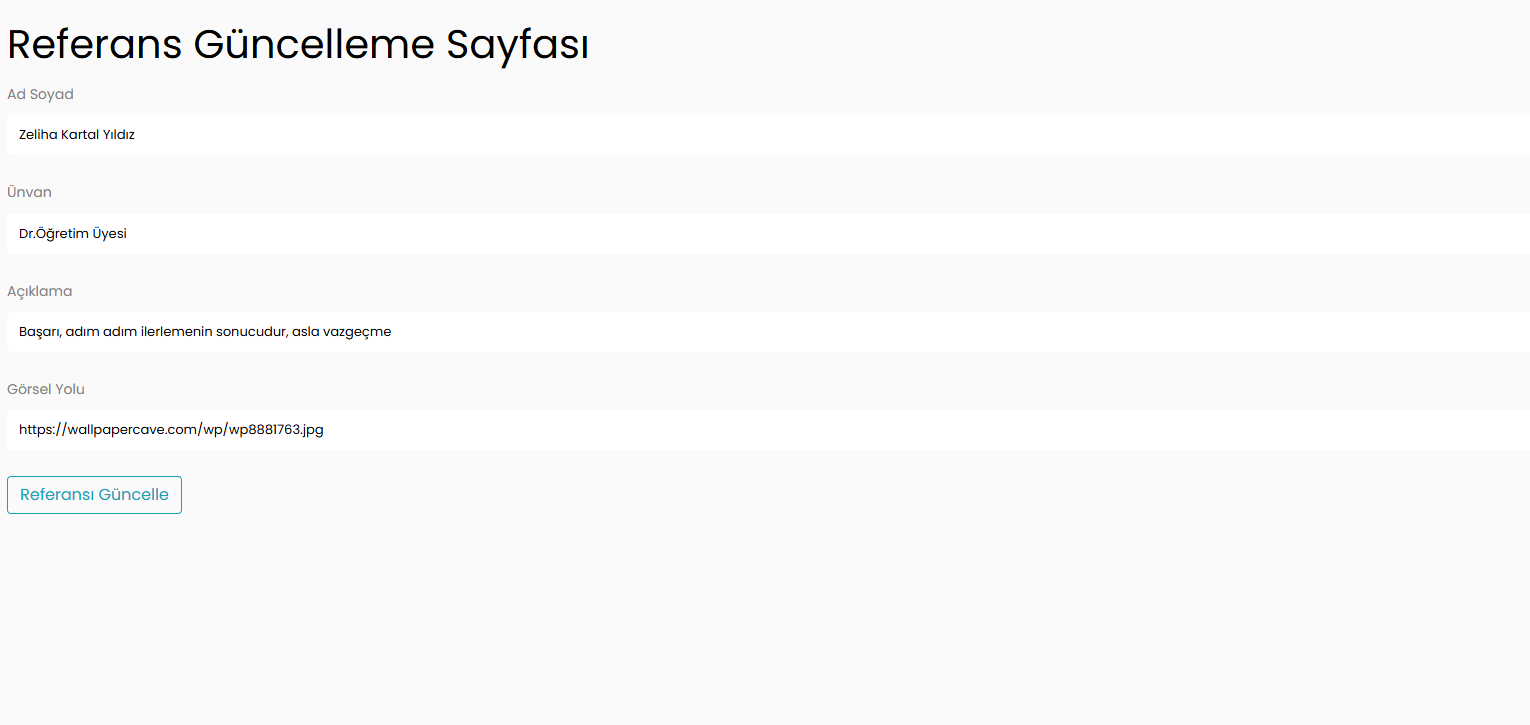 Referans Güncelleme Sayfası
Ad Soyad
Zeliha Kartal Yıldız
Ünvan
Dr.Öğretim Üyesi
Açıklama
Başarı, adım adım ilerlemenin sonucudur, asla vazgeçme
Görsel Yolu
https://wallpapercave.com/wp/wp8881763.jpg
Referansı Güncelle